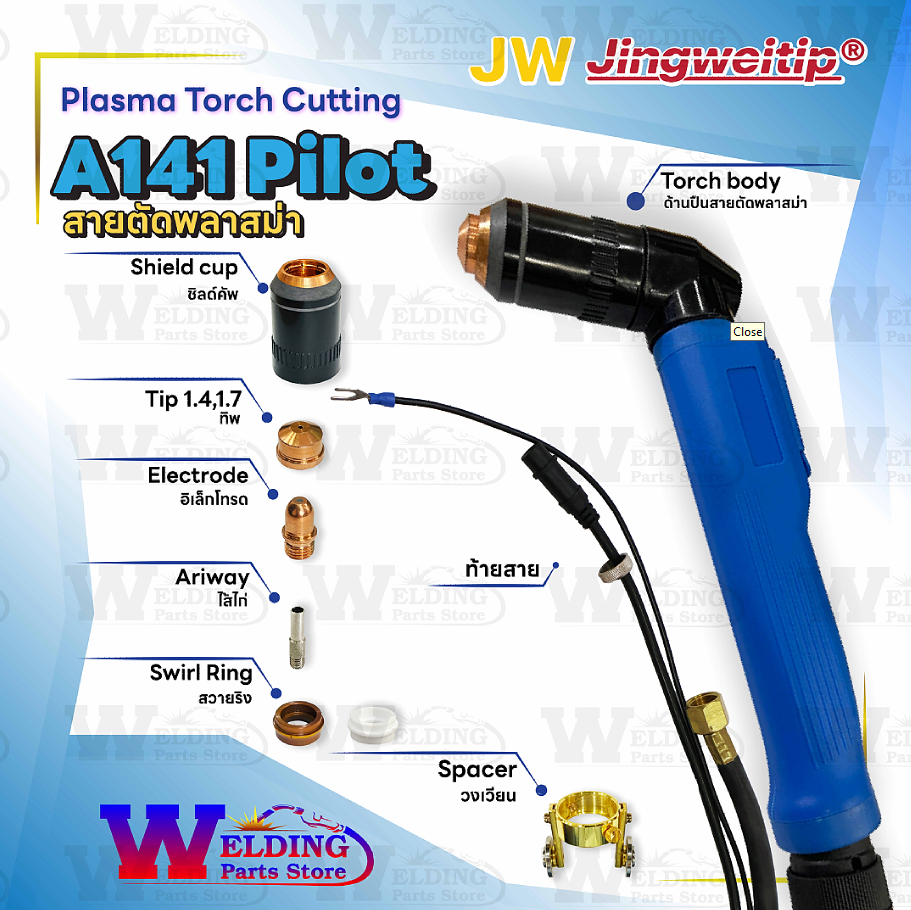 JW Jingweitip®
Plasma Torch Cutting
A141 Pilot
สายตัดพลาสม่า
Torch body
ด้านปืนสายตัดพลาสม่า
Shield cup
ชิลด์คัพ
Close
Tip 1.4,1.7
ทิพ
Electrode
อิเล็กโทรด
ท้ายสาย
Ariway
ไส้ไก่
Swirl Ring
สวายริง
Spacer
วงเวียน
WELDING
Parts Store